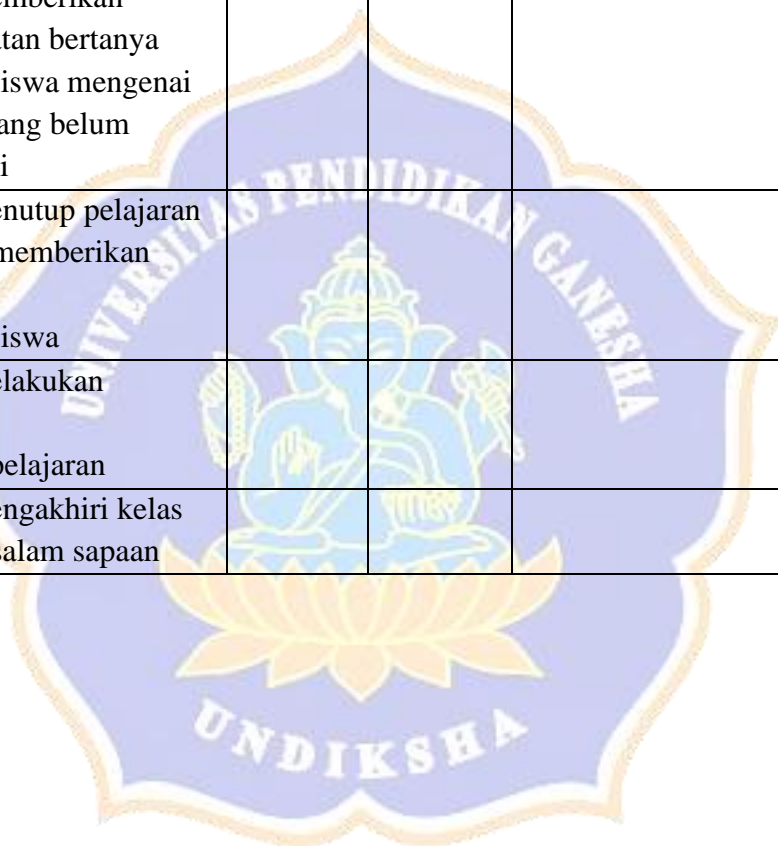 emberikan
atan bertanya
iswa mengenai
ang belum
i
enutup pelajaran
memberikan
iswa
elakukan
pelajaran
engakhiri kelas
salam sapaan
UNIVERSITAS PENDIDIKAN GANESHA
UNDIKSHA